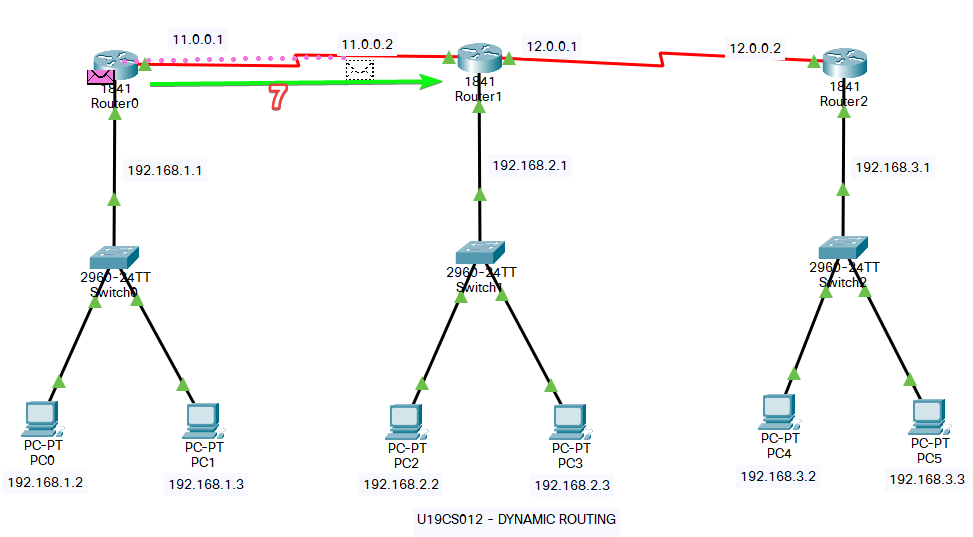 11.0.0.1
11.0.0.2
12.0.0.1
12.0.0.2
1841
Router0
7
1841
Router1
1841
Router2
192.168.1.1
192.168.2.1
192.168.3.1
2960-24TT
Switch0
2960-24TT
Switch1
2960-24TT
Switch2
PC-PT
PC0
PC-PT
PC1
PC-PT
PC2
PC-PT
PC3
PC-PT
PC4
PC-PT
PC5
192.168.1.2
192.168.1.3
192.168.2.2
192.168.2.3
192.168.3.2
192.168.3.3
U19CS012 - DYNAMIC ROUTING